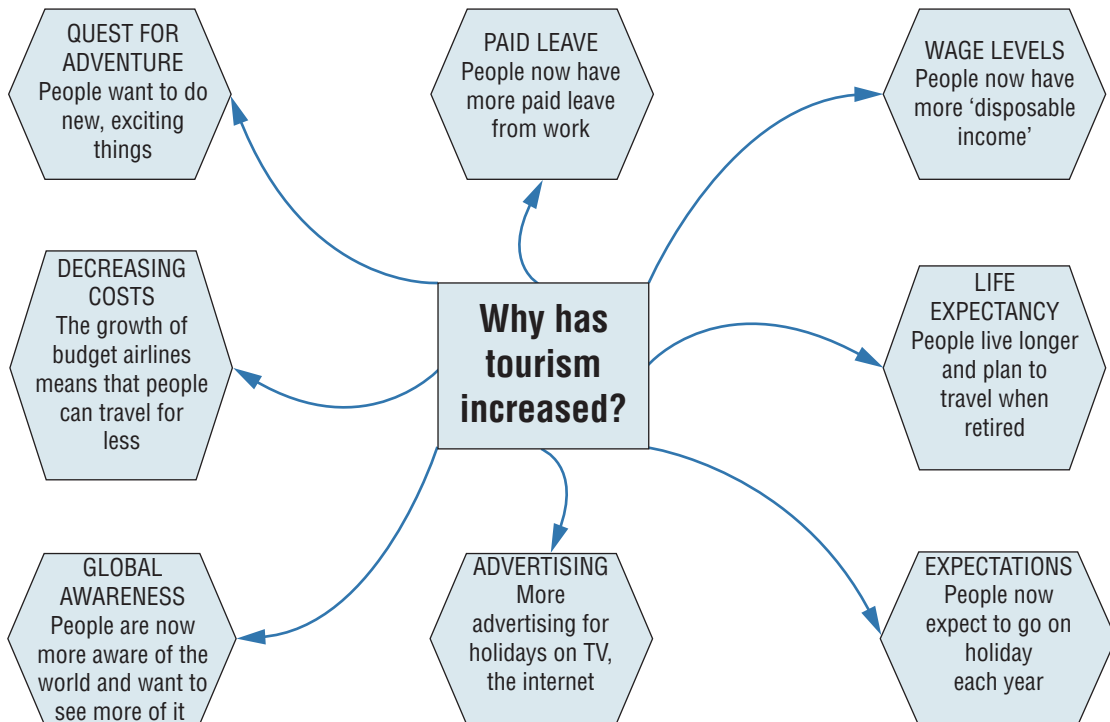 QUEST FOR
ADVENTURE
People want to do
new, exciting
things
PAID LEAVE
People now have
more paid leave
from work
WAGE LEVELS
People now have
more ‘disposable
income’
DECREASING
COSTS
The growth of
budget airlines
means that people
can travel for
less
Why has
tourism
increased?
LIFE
EXPECTANCY
People live longer
and plan to
travel when
retired
GLOBAL
AWARENESS
People are now
more aware of the
world and want to
see more of it
ADVERTISING
More
advertising for
holidays on TV,
the internet
EXPECTATIONS
People now
expect to go on
holiday
each year